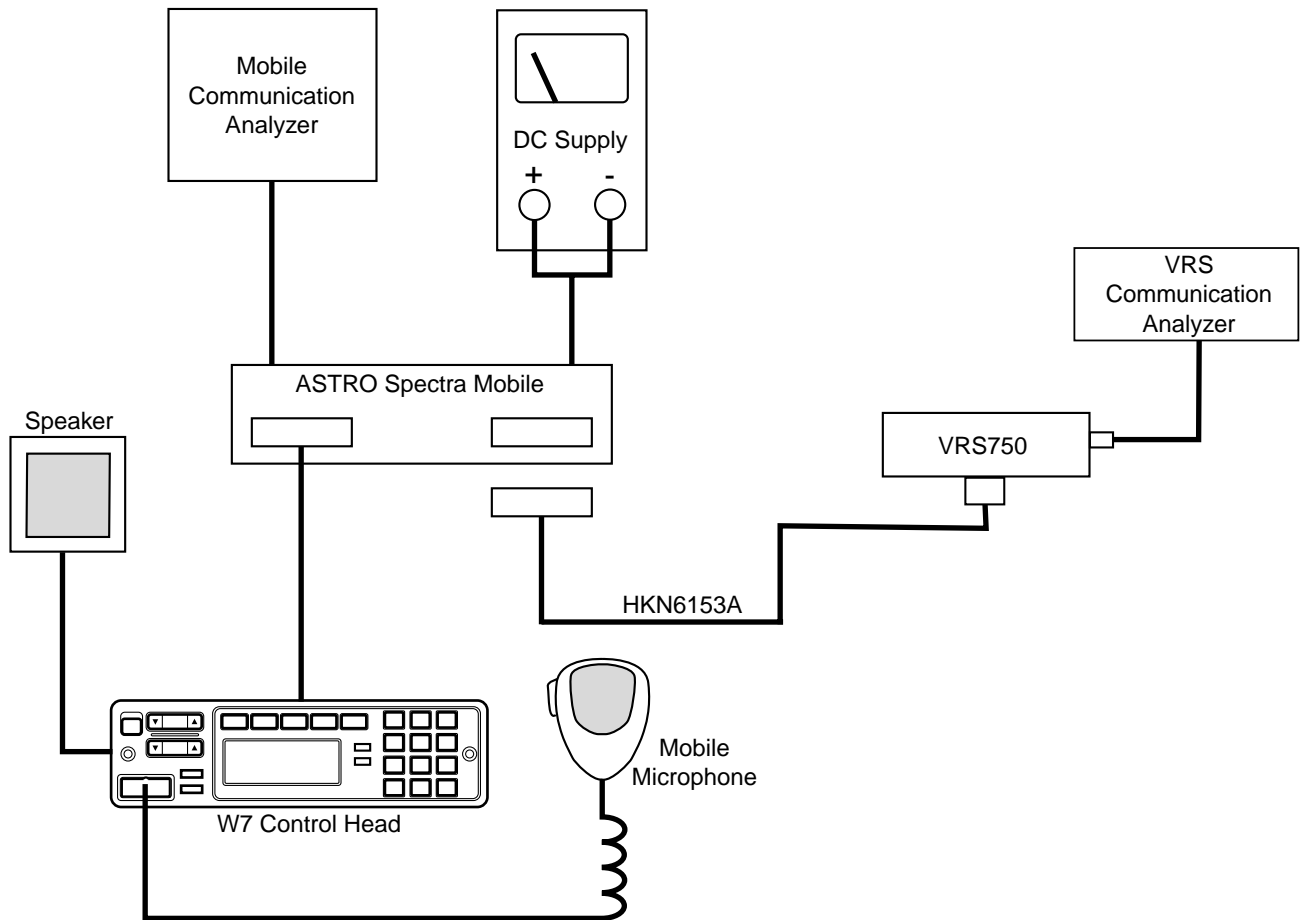 Mobile
Communication
Analyzer
DC Supply
+ -
VRS
Communication
Analyzer
ASTRO Spectra Mobile
Speaker
VRS750
HKN6153A
Mobile
Microphone
W7 Control Head